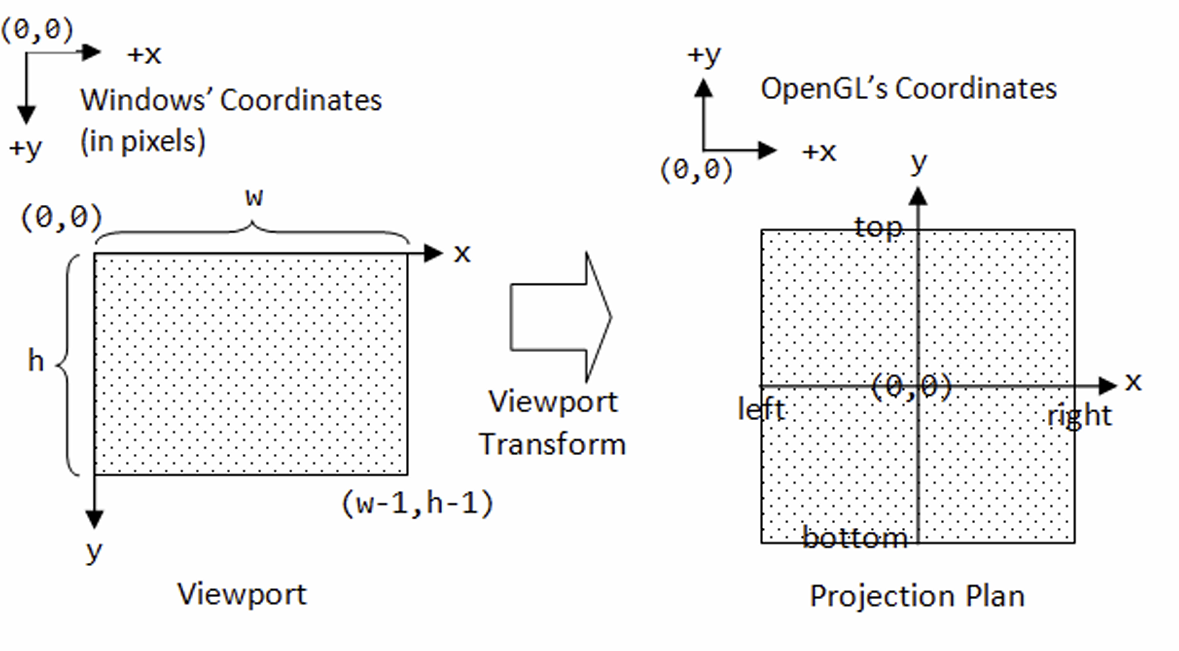 (0,0)
+x
Windows’ Coordinates
(in pixels)
+y
(0,0)
w
x
h
(w-1,h-1)
y
Viewport
Viewport
Transform
+y
OpenGL’s Coordinates
+x
(0,0)
y
top
(0,0)
x
left
right
bottom
Projection Plan